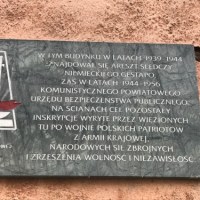 W TYM BUDYNKU W LATACH 1939-1944
ZNAJDOWAŁ SIĘ ARESZT ŚLEDCZY
NIEMIECKIEGO GESTAPO,
ZAŚ W LATACH 1944-1956
KOMUNISTYCZNEGO POWIATOWEGO
URZĘDU BEZPIECZEŃSTWA PUBLICZNEGO.
NA ŚCIANACH CEL POZOSTAŁY
INSKRYPCJE WYRYTE PRZEZ WIĘZIONYCH
TU PO WOJNIE POLSKICH PATRIOTÓW
Z ARMII KRAJOWEJ
NARODOWYCH SIŁ ZBROJNYCH
I ZRZESZENIA WOLNOŚĆ I NIEZAWISŁOŚĆ